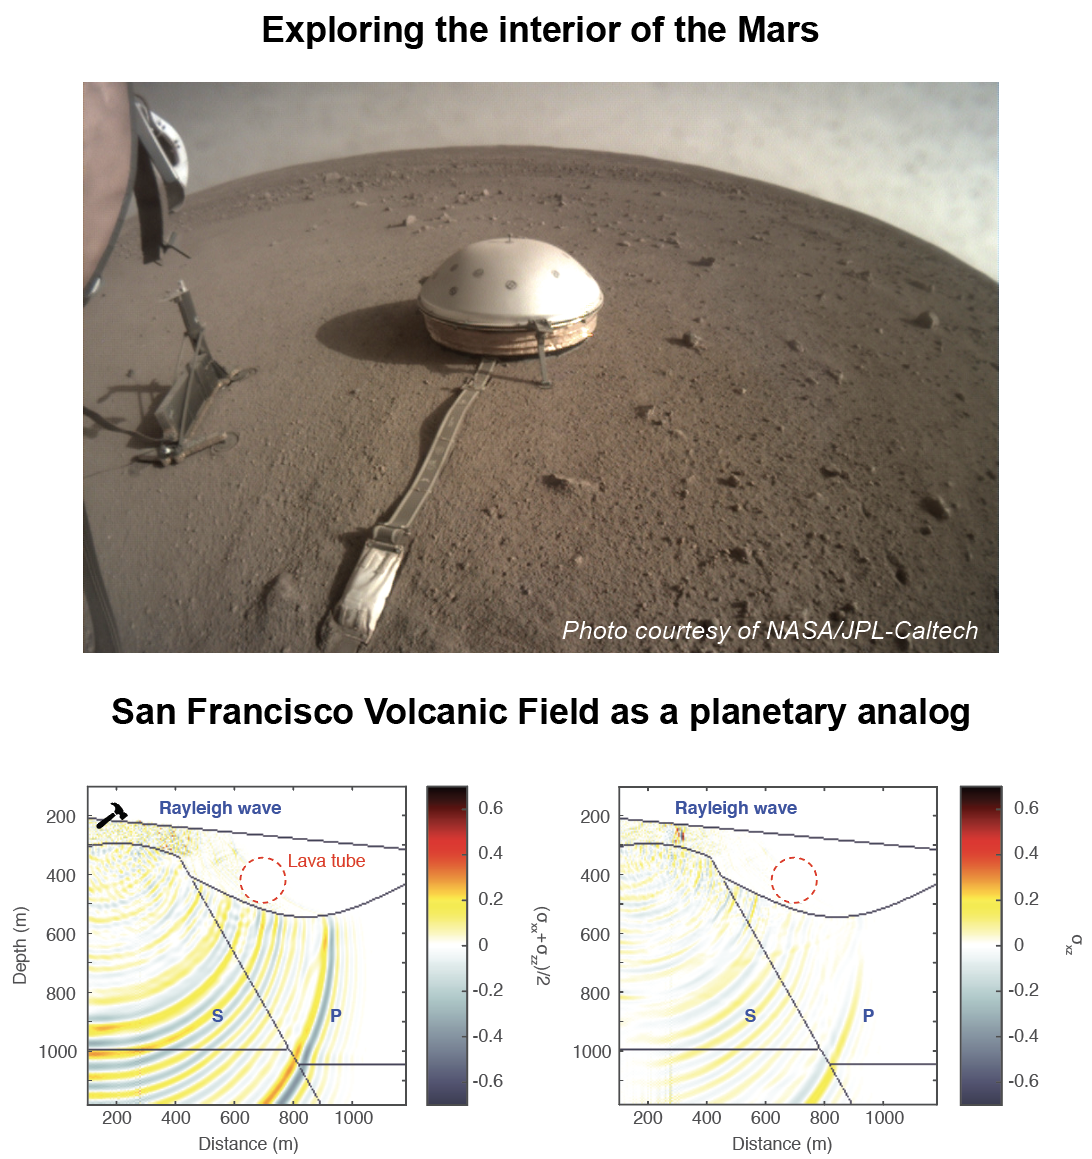 Exploring the interior of the Mars
Photo courtesy of NASA/JPL-Caltech
San Francisco Volcanic Field as a planetary analog
Rayleigh wave
Lava tube
S
P
200
400
600
800
1000
Depth (m)
200 400 600 800 1000
Distance (m)
0.6
0.4
0.2
0
-0.2
-0.4
-0.6
(σxx+σzz)/2
Rayleigh wave
S
P
200
400
600
800
1000
200 400 600 800 1000
Distance (m)
0.6
0.4
0.2
0
-0.2
-0.4
-0.6
σxz